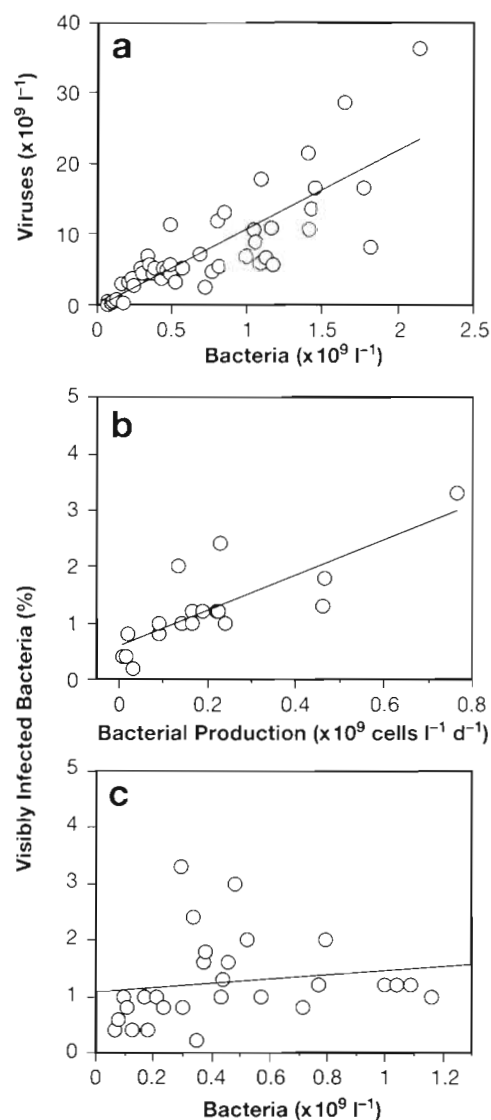 a
40
30
20
10
0
Viruses (x10⁹ l⁻¹)
0 0.5 1 1.5 2 2.5
Bacteria (x10⁹ l⁻¹)
b
5
4
3
2
1
0
0 0.2 0.4 0.6 0.8
Bacterial Production (x10⁹ cells l⁻¹ d⁻¹)
Visibly Infected Bacteria (%)
c
5
4
3
2
1
0
0 0.2 0.4 0.6 0.8 1 1.2
Bacteria (x10⁹ l⁻¹)